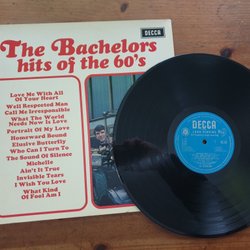 DECCA
The Bachelors
hits of the 60's
Love Me With All
Of Your Heart
Well Respected Man
Call Me Irresponsible
What The World
Needs Now Is Love
Portrait Of My Love
Homeward Bound
Elusive Butterfly
Who Can I Turn To
The Sound Of Silence
Michelle
Ain't It True
Invisible Tears
I Wish You Love
What Kind
Of Fool Am I
DECCA